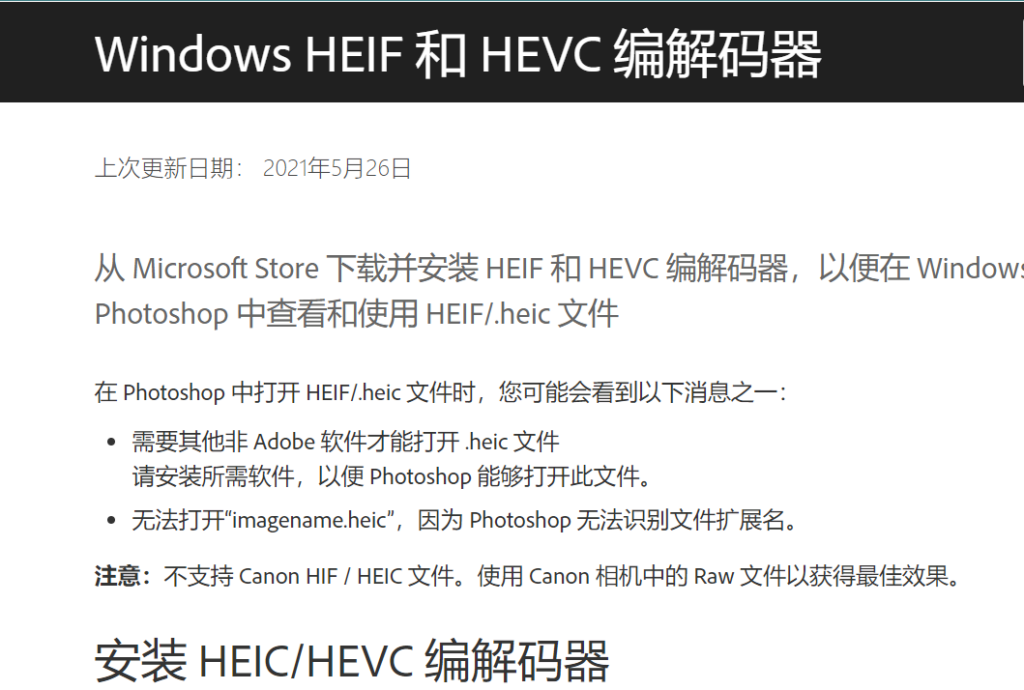 Windows HEIF 和 HEVC 编解码器
上次更新日期： 2021年5月26日
从 Microsoft Store 下载并安装 HEIF 和 HEVC 编解码器，以便在 Windows
Photoshop 中查看和使用 HEIF/.heic 文件
在 Photoshop 中打开 HEIF/.heic 文件时，您可能会看到以下消息之一：
• 需要其他非 Adobe 软件才能打开 .heic 文件
请安装所需软件，以便 Photoshop 能够打开此文件。
• 无法打开“imagename.heic”，因为 Photoshop 无法识别文件扩展名。
注意：不支持 Canon HIF / HEIC 文件。使用 Canon 相机中的 Raw 文件以获得最佳效果。
安装 HEIC/HEVC 编解码器